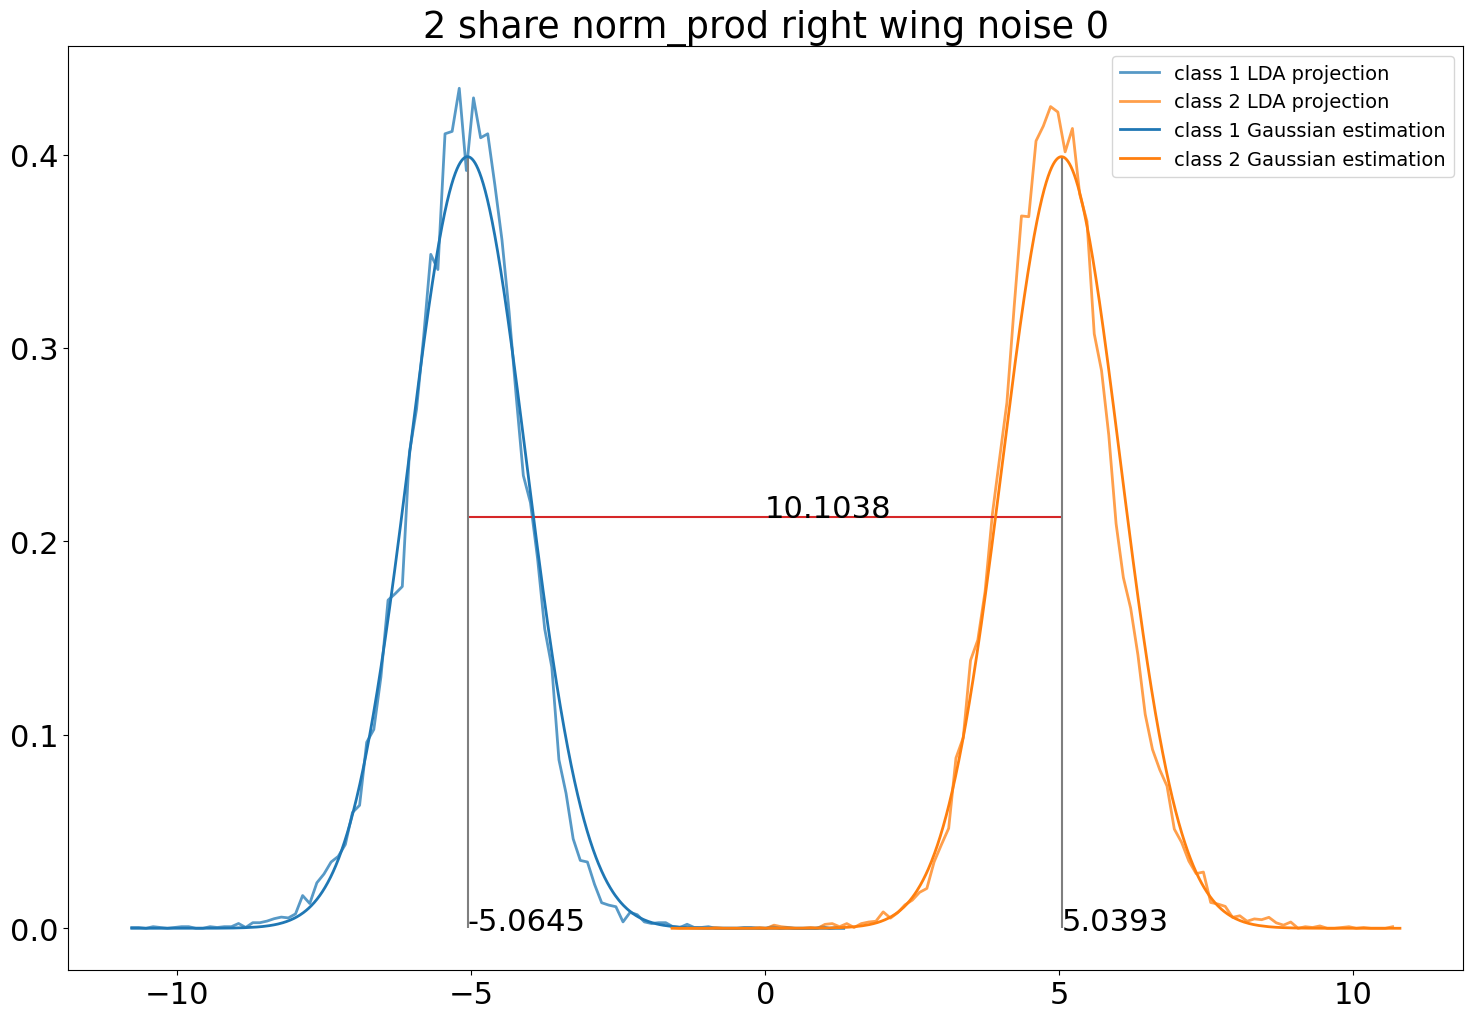 2 share norm_prod right wing noise 0
class 1 LDA projection
class 2 LDA projection
class 1 Gaussian estimation
class 2 Gaussian estimation
0.4
0.3
0.2
0.1
0.0
10.1038
-5.0645
5.0393
−10
−5
0
5
10